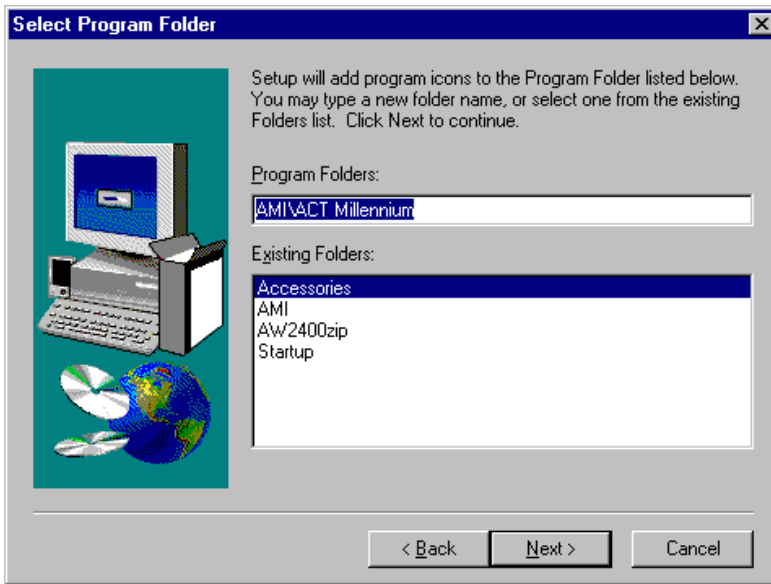 Select Program Folder
Setup will add program icons to the Program Folder listed below.
You may type a new folder name, or select one from the existing
Folders list.  Click Next to continue.
Program Folders:
AMI\ACT Millennium
Existing Folders:
Accessories
AMI
AW2400zip
Startup
< Back
Next >
Cancel